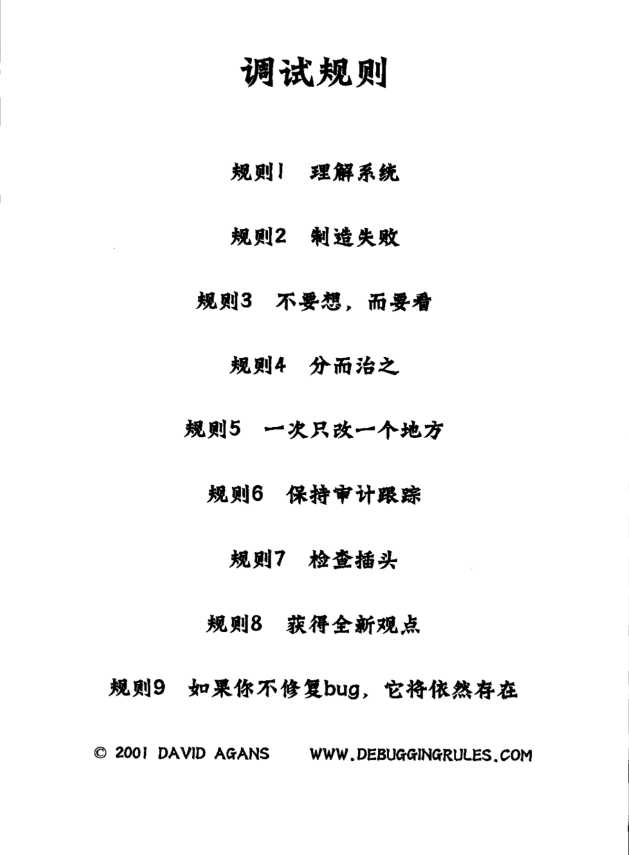 调试规则
规则1 理解系统
规则2 制造失败
规则3 不要想，而要看
规则4 分而治之
规则5 一次只改一个地方
规则6 保持审计跟踪
规则7 检查插头
规则8 获得全新观点
规则9 如果你不修复bug，它将依然存在
© 2001 DAVID AGANS WWW.DEBUGGINGRULES.COM